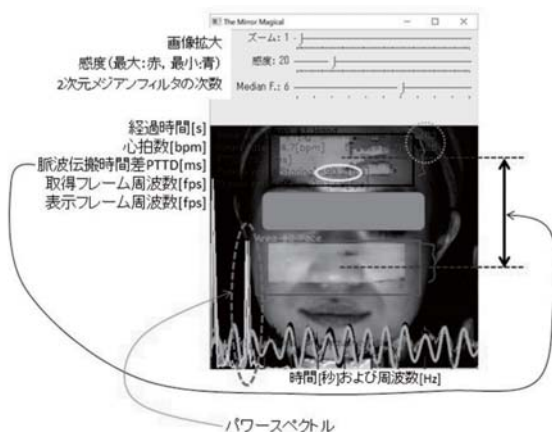 The Mirror Magical
画像拡大
ズーム: 1
感度(最大:赤, 最小:青)
感度: 20
2次元メジアンフィルタの次数
Median F.: 6
経過時間[s]
心拍数[bpm]
脈波伝搬時間差PTTD[ms]
取得フレーム周波数[fps]
表示フレーム周波数[fps]
時間[秒]および周波数[Hz]
パワースペクトル